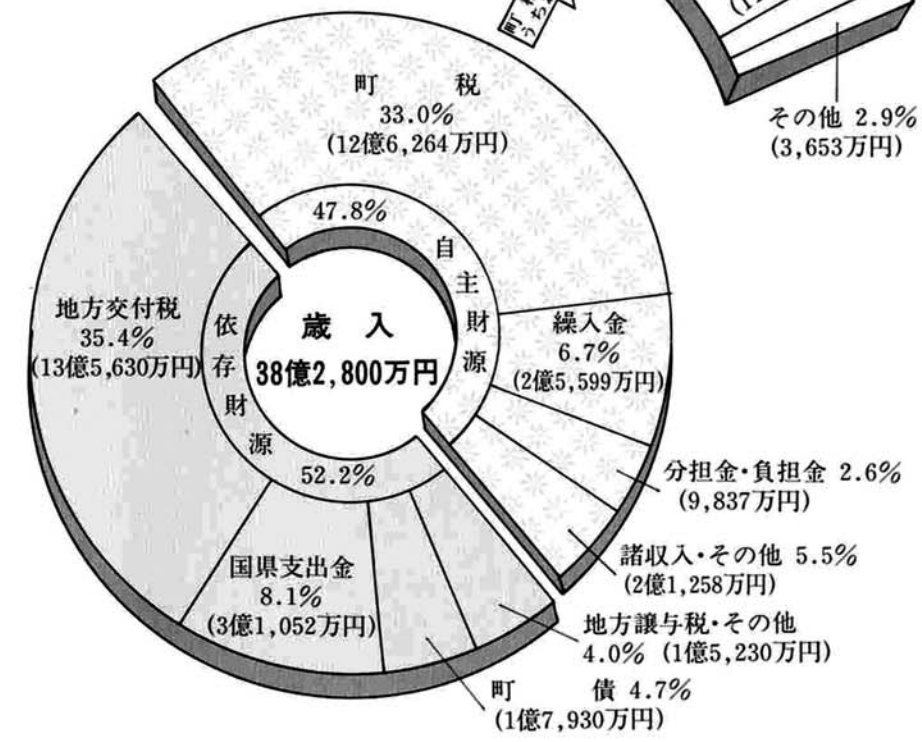 町税
33.0%
(12億6,264万円)
47.8%
自主財源
歳入
38億2,800万円
依存財源
52.2%
地方交付税
35.4%
(13億5,630万円)
繰入金
6.7%
(2億5,599万円)
分担金・負担金 2.6%
(9,837万円)
諸収入・その他 5.5%
(2億1,258万円)
地方譲与税・その他
4.0% (1億5,230万円)
町債 4.7%
(1億7,930万円)
国県支出金
8.1%
(3億1,052万円)
その他 2.9%
(3,653万円)